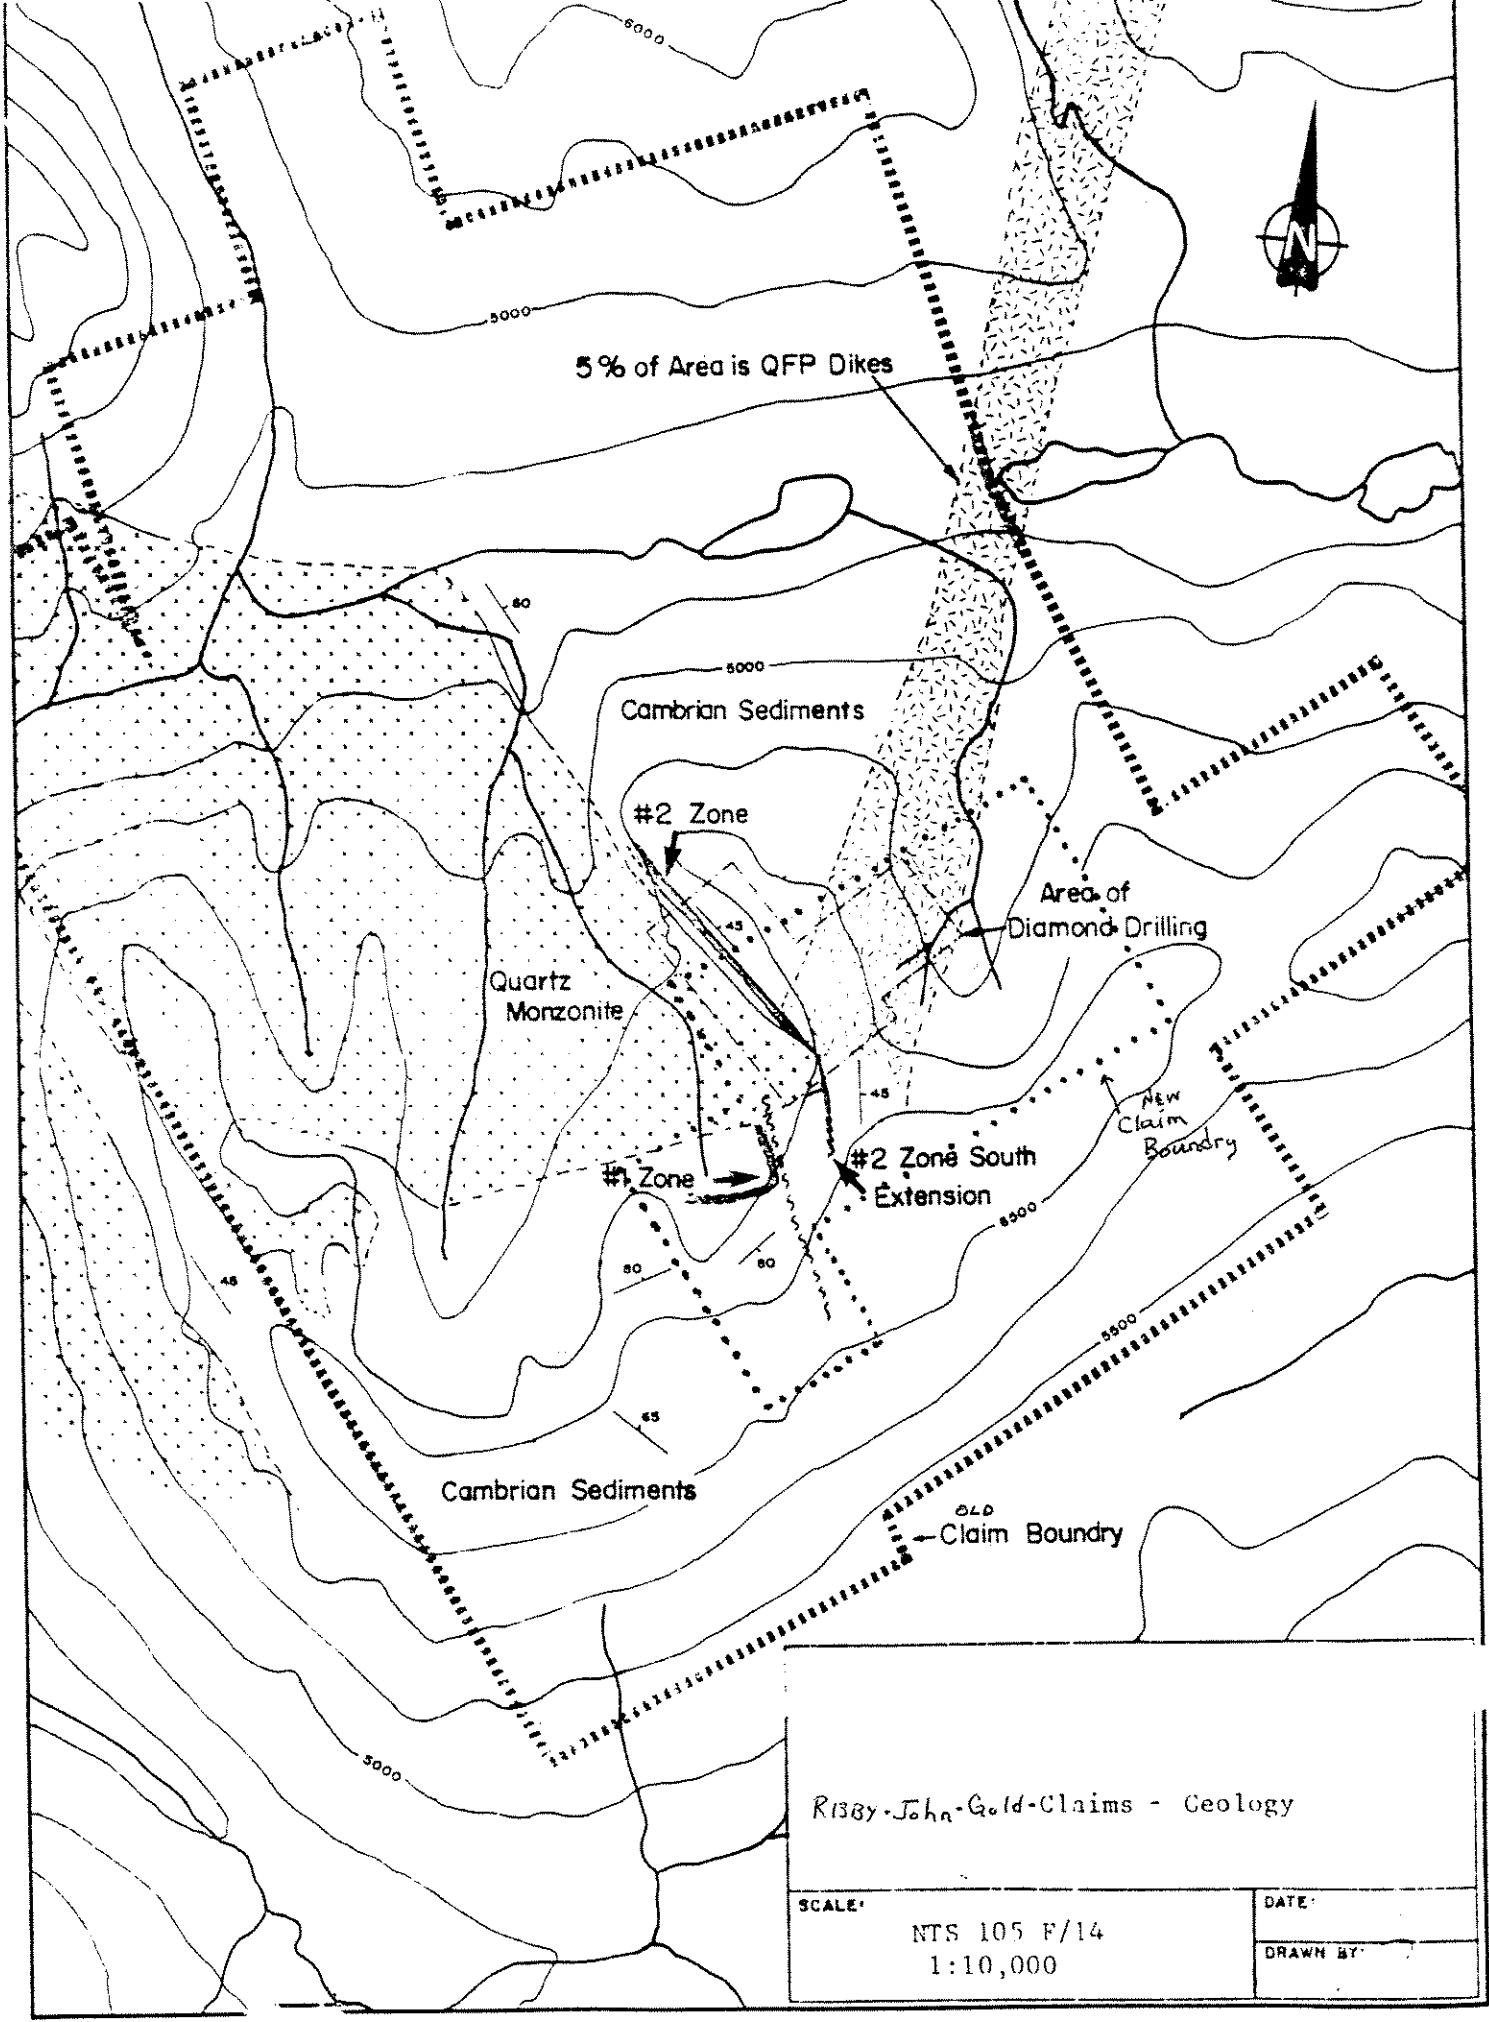 6000
N
5000
5% of Area is QFP Dikes
60
5000
Cambrian Sediments
#2 Zone
Area of
Diamond Drilling
45
Quartz
Monzonite
45
New
Claim
Boundry
#2 Zone South
Extension
#1 Zone
5500
80
60
45
5500
65
Cambrian Sediments
OLD
Claim Boundry
5000
RISBY-John-Gold-Claims - Geology
SCALE:
NTS 105 F/14
1:10,000
DATE:
DRAWN BY: